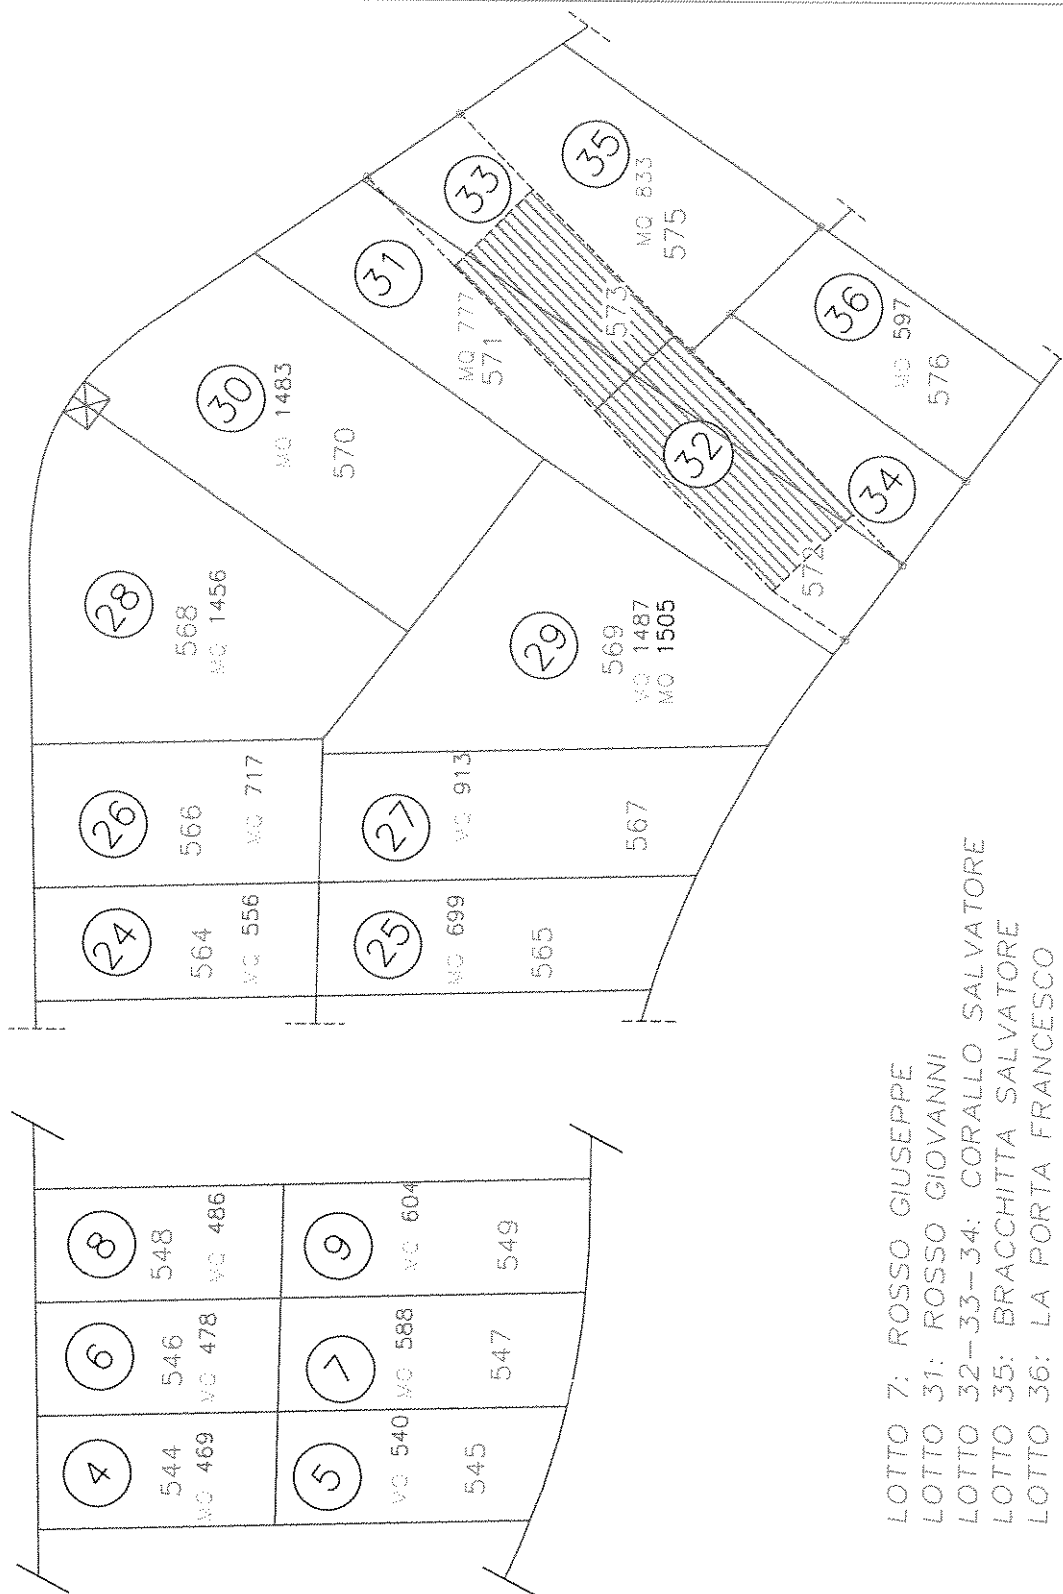 4
544
MQ 469
6
546
MQ 478
8
548
MQ 486
5
MQ 540
545
7
MQ 588
547
9
MQ 604
549
24
564
MQ 556
26
566
MQ 717
28
568
MQ 1456
30
MQ 1483
570
25
MQ 699
565
27
MQ 913
567
29
569
MQ 1487
MQ 1505
31
MQ 777
571
33
35
MQ 833
575
573
32
572
34
36
MQ 597
576
LOTTO 7: ROSSO GIUSEPPE
LOTTO 31: ROSSO GIOVANNI
LOTTO 32-33-34: CORALLO SALVATORE
LOTTO 35: BRACCHITTA SALVATORE
LOTTO 36: LA PORTA FRANCESCO